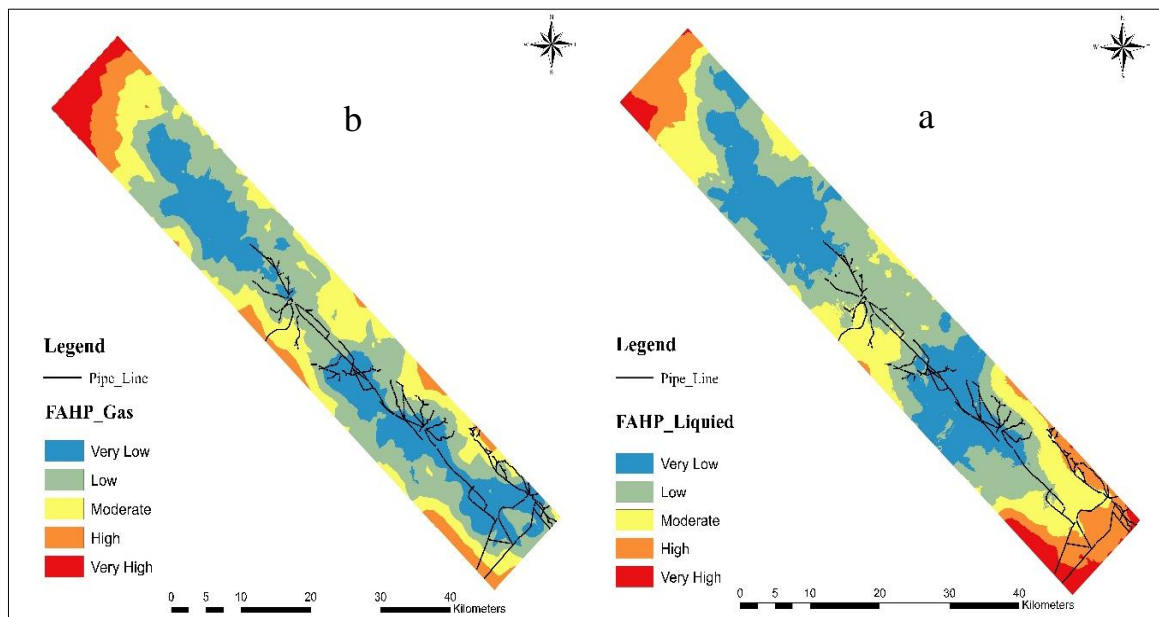 b
Legend
Pipe_Line
FAHP_Gas
Very Low
Low
Moderate
High
Very High
0 5 10 20 30 40
Kilometers
a
Legend
Pipe_Line
FAHP_Liquied
Very Low
Low
Moderate
High
Very High
0 5 10 20 30 40
Kilometers